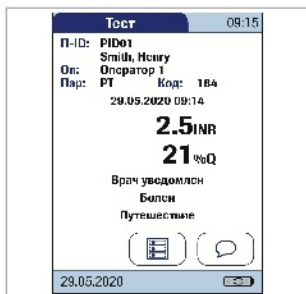 Тест 09:15
П-ID: PID01
Smith, Henry
Оп: Оператор 1
Пар: PT Код: 184
29.05.2020 09:14
2.5INR
21%Q
Врач уведомлен
Болен
Путешествие
29.05.2020